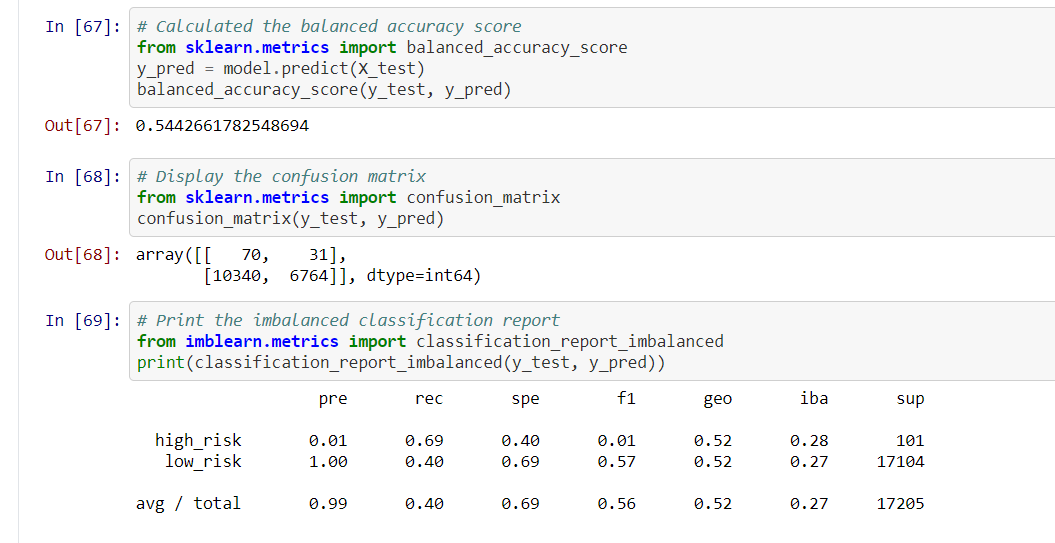 In [67]: # Calculated the balanced accuracy score
from sklearn.metrics import balanced_accuracy_score
y_pred = model.predict(X_test)
balanced_accuracy_score(y_test, y_pred)
Out[67]: 0.5442661782548694
In [68]: # Display the confusion matrix
from sklearn.metrics import confusion_matrix
confusion_matrix(y_test, y_pred)
Out[68]: array([[   70,    31],
       [10340,  6764]], dtype=int64)
In [69]: # Print the imbalanced classification report
from imblearn.metrics import classification_report_imbalanced
print(classification_report_imbalanced(y_test, y_pred))
pre rec spe f1 geo iba sup
high_risk 0.01 0.69 0.40 0.01 0.52 0.28 101
low_risk 1.00 0.40 0.69 0.57 0.52 0.27 17104
avg / total 0.99 0.40 0.69 0.56 0.52 0.27 17205